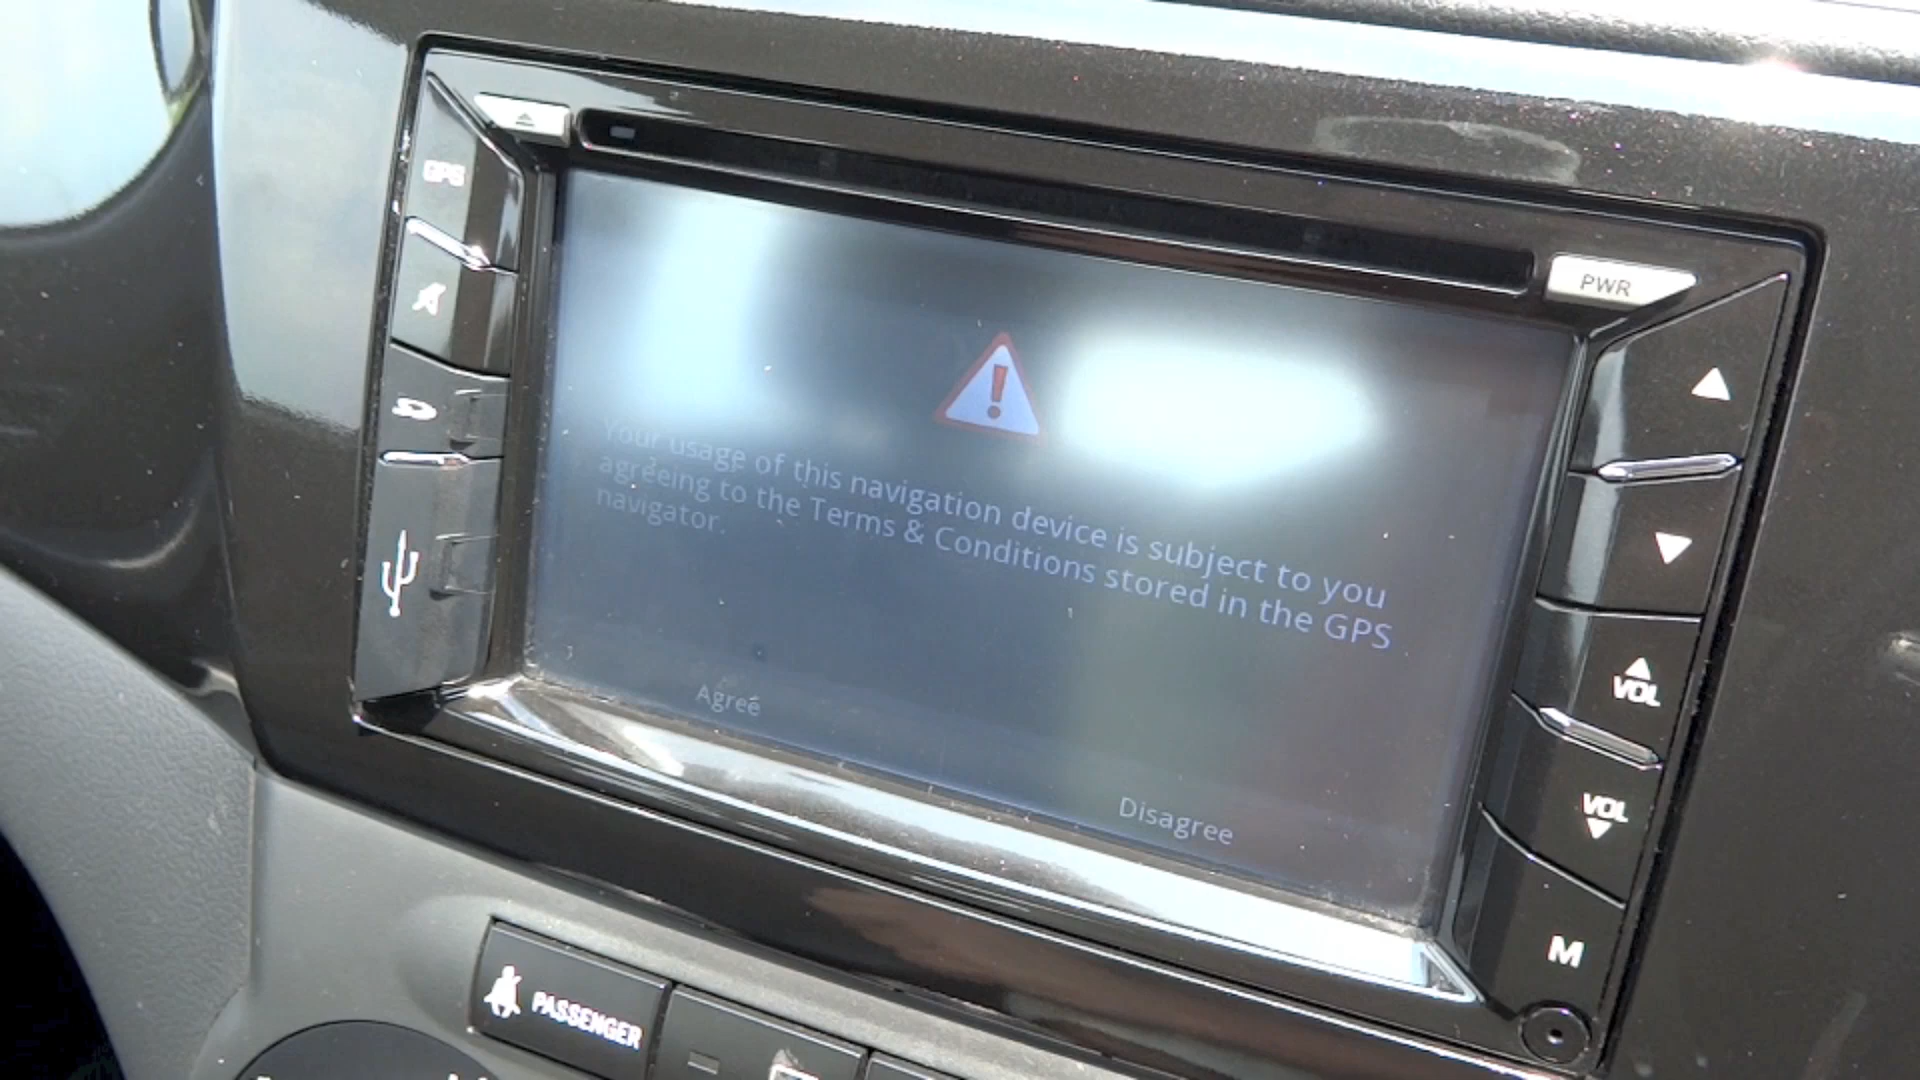 GPS
PWR
Your usage of this navigation device is subject to you
agreeing to the Terms & Conditions stored in the GPS
navigator.
Agree
Disagree
VOL
VOL
M
PASSENGER